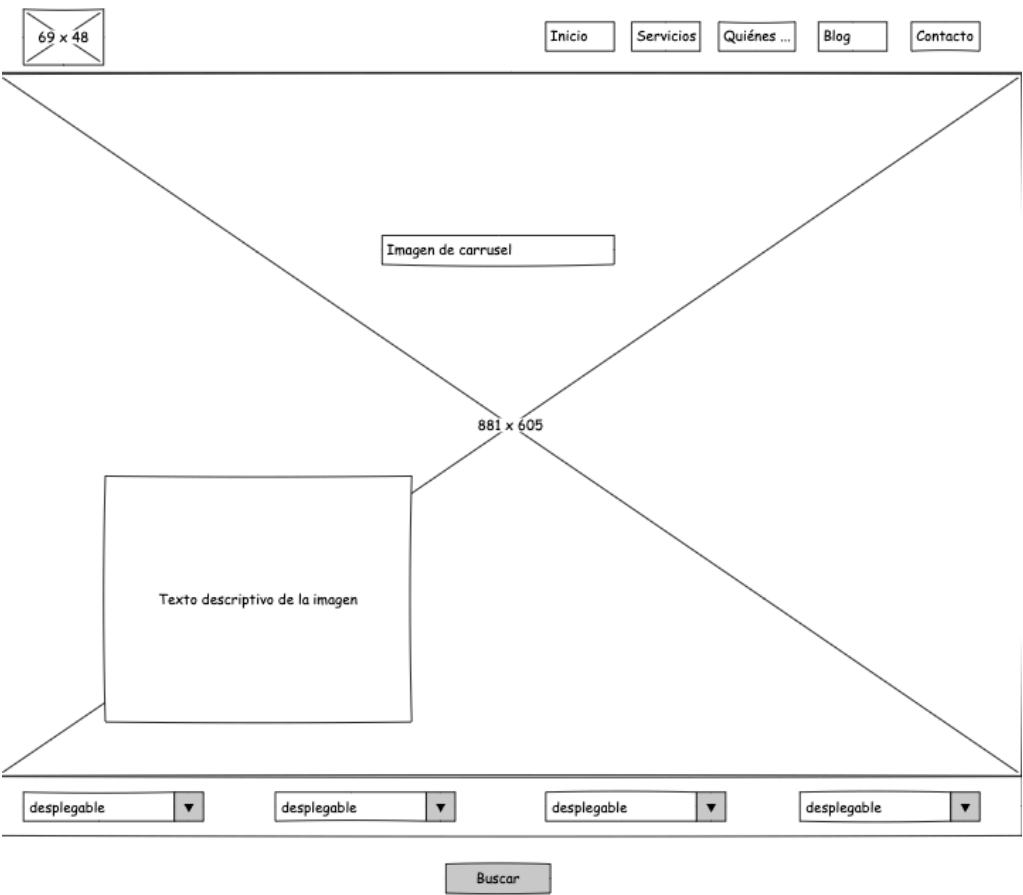 69 x 48
Inicio
Servicios
Quiénes ...
Blog
Contacto
Imagen de carrusel
881 x 605
Texto descriptivo de la imagen
desplegable
desplegable
desplegable
desplegable
Buscar